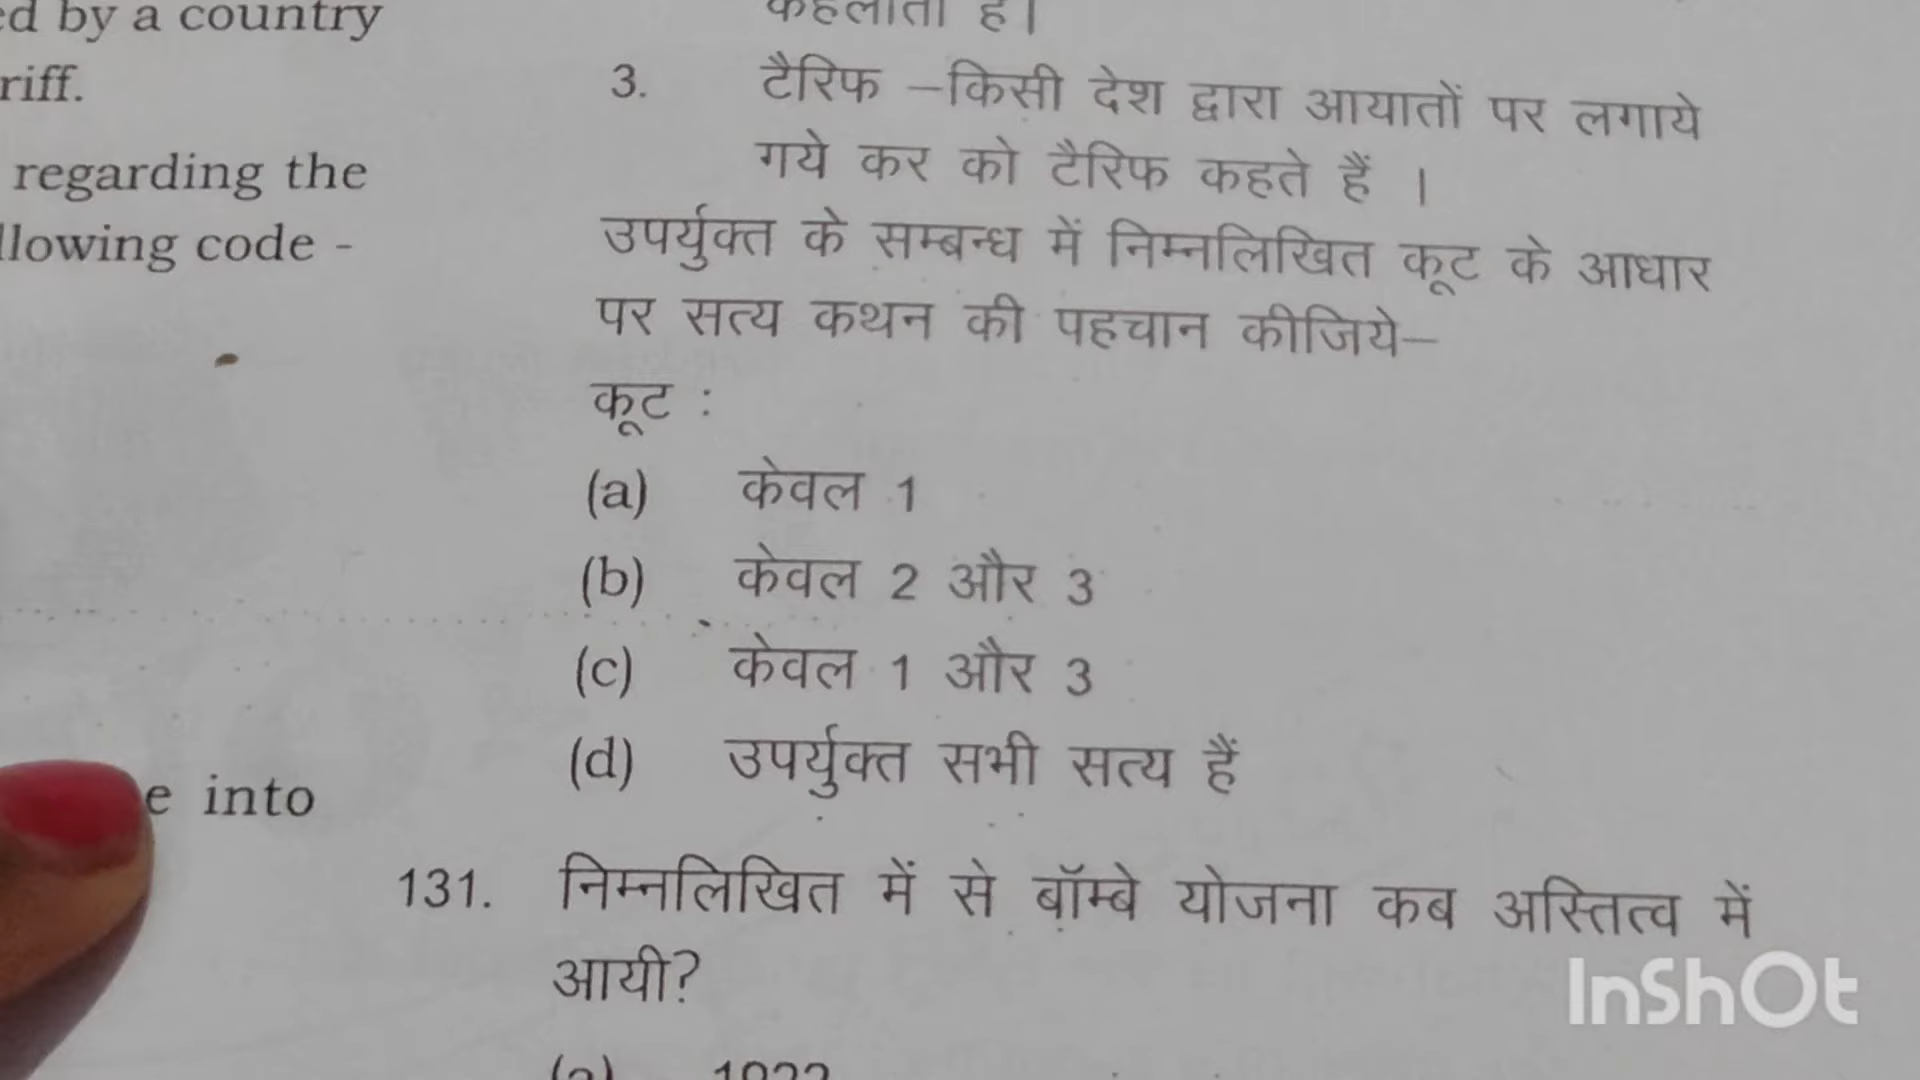 ed by a country
riff.
regarding the
llowing code -
e into
कहलाता है।
3. टैरिफ –किसी देश द्वारा आयातों पर लगाये
गये कर को टैरिफ कहते हैं ।
उपर्युक्त के सम्बन्ध में निम्नलिखित कूट के आधार
पर सत्य कथन की पहचान कीजिये–
कूट :
(a) केवल 1
(b) केवल 2 और 3
(c) केवल 1 और 3
(d) उपर्युक्त सभी सत्य हैं
131. निम्नलिखित में से बॉम्बे योजना कब अस्तित्व में
आयी?
(a)
InShOt